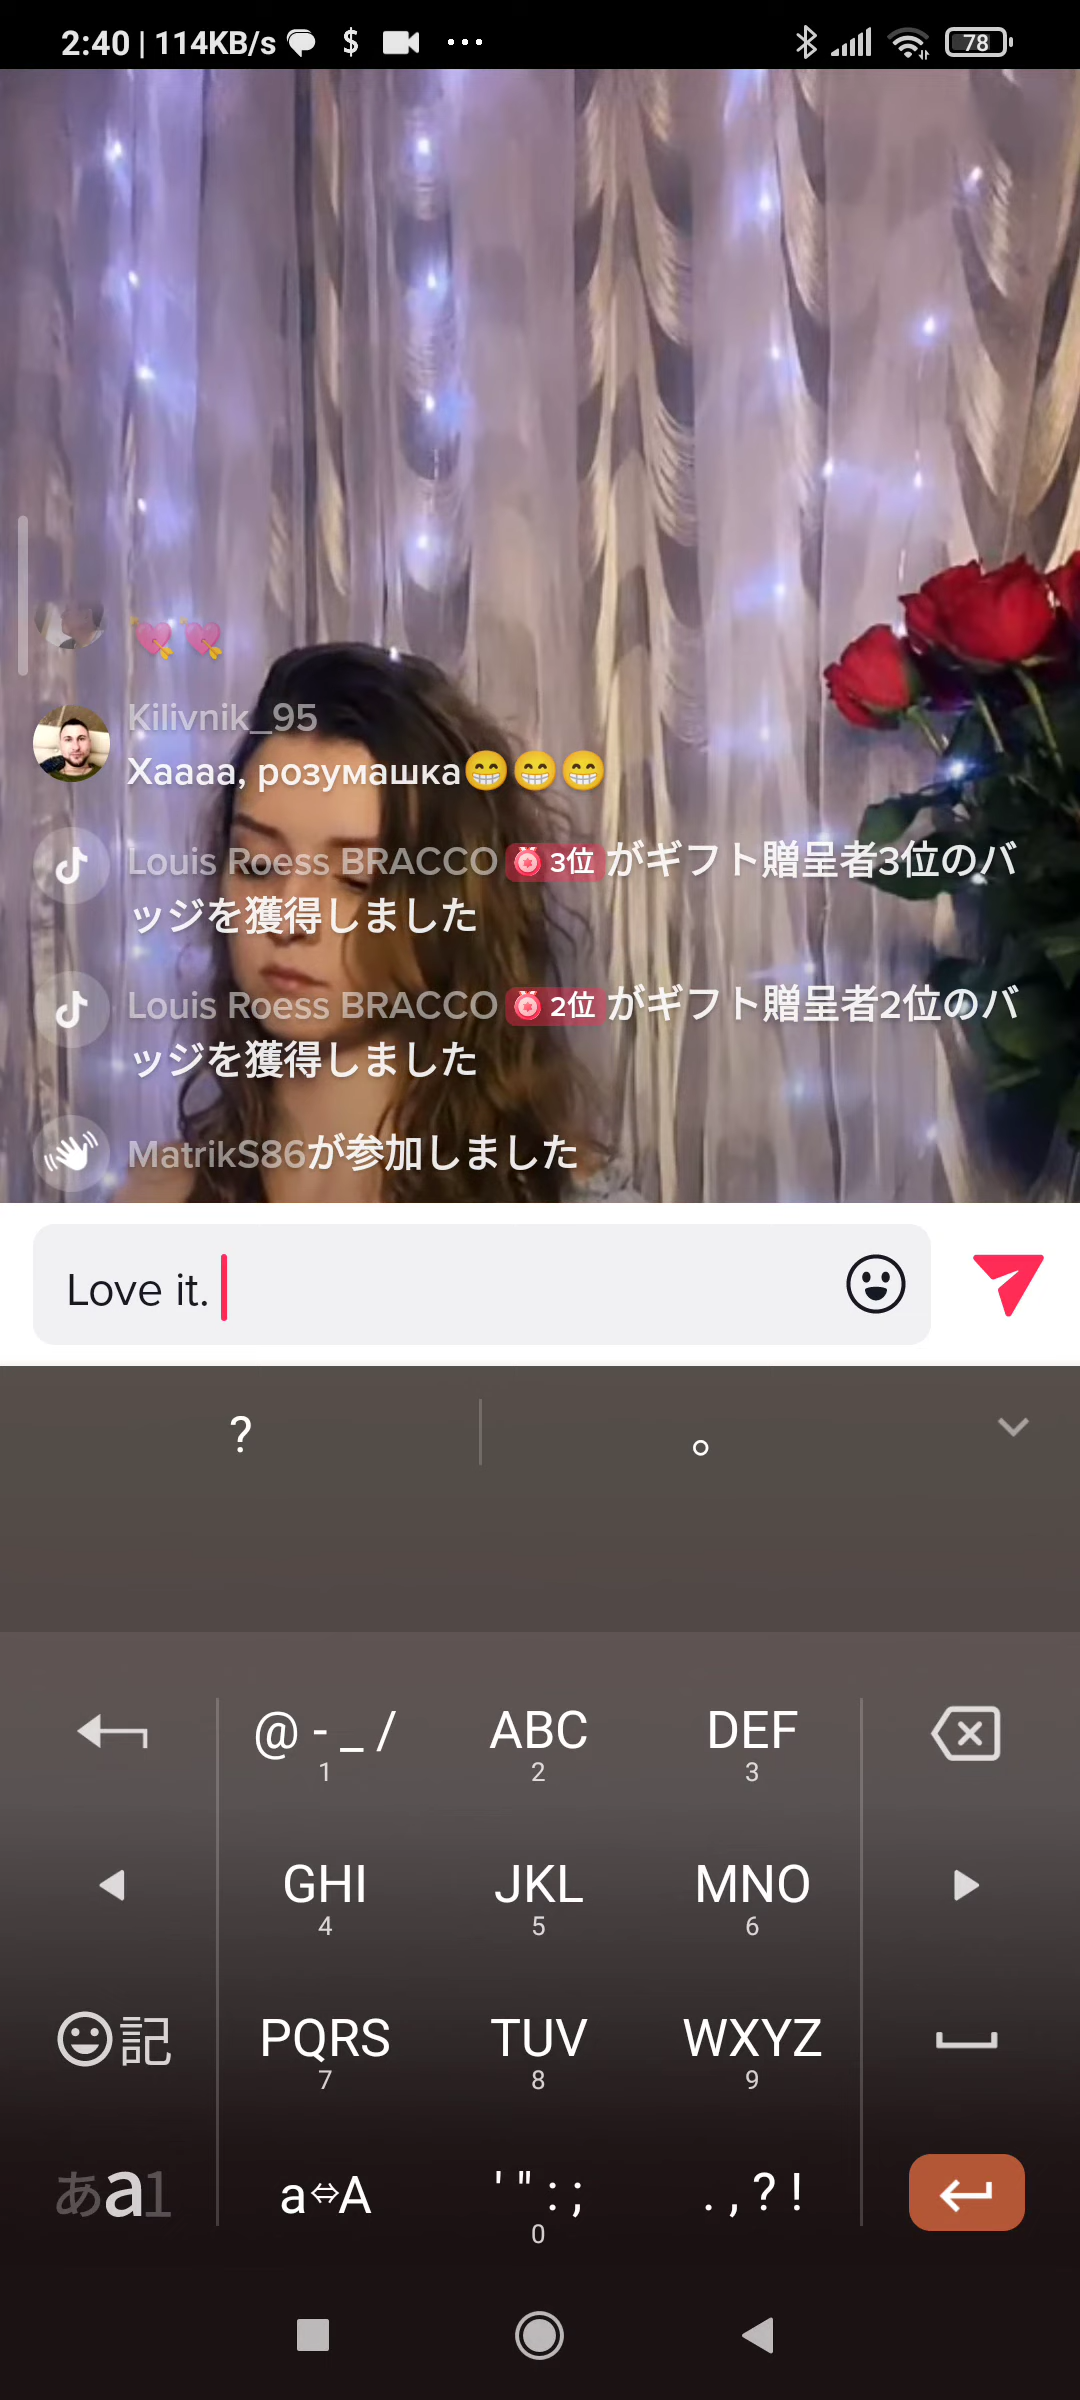 2:40 | 114KB/s $ ...
78
💘💘
Kilivnik_95
Хаааа, розумашка😁😁😁
Louis Roess BRACCO 3位 がギフト贈呈者3位のバ
ッジを獲得しました
Louis Roess BRACCO 2位 がギフト贈呈者2位のバ
ッジを獲得しました
MatrikS86が参加しました
Love it.
? 。
@ - _ / ABC DEF
1 2 3
GHI JKL MNO
4 5 6
記 PQRS TUV WXYZ
7 8 9
あa1 a⇔A ' " : ; . , ? !
0